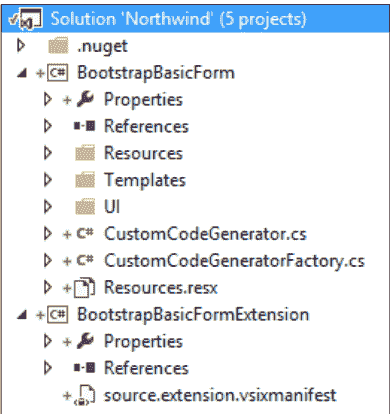 Solution 'Northwind' (5 projects)
.nuget
C# BootstrapBasicForm
Properties
References
Resources
Templates
UI
C# CustomCodeGenerator.cs
C# CustomCodeGeneratorFactory.cs
Resources.resx
C# BootstrapBasicFormExtension
Properties
References
source.extension.vsixmanifest